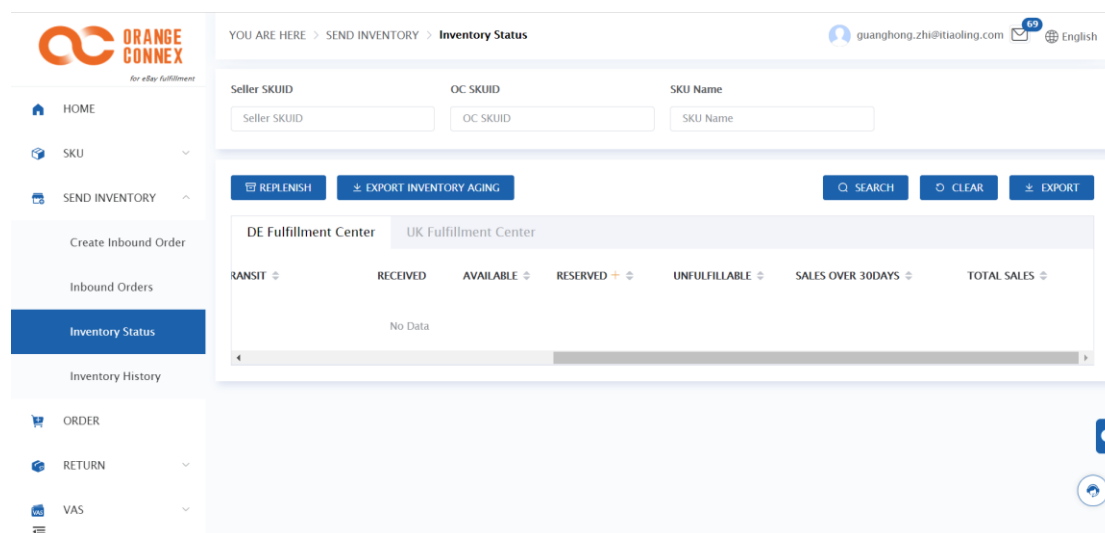 ORANGE
CONNEX
for eBay fulfillment
HOME
SKU
SEND INVENTORY
Create Inbound Order
Inbound Orders
Inventory Status
Inventory History
ORDER
RETURN
VAS
VAS
YOU ARE HERE > SEND INVENTORY > Inventory Status
guanghong.zhi@itiaoling.com 69 English
Seller SKUID OC SKUID SKU Name
Seller SKUID OC SKUID SKU Name
REPLENISH EXPORT INVENTORY AGING SEARCH CLEAR EXPORT
DE Fulfillment Center UK Fulfillment Center
RANSIT RECEIVED AVAILABLE RESERVED + UNFULFILLABLE SALES OVER 30DAYS TOTAL SALES
No Data